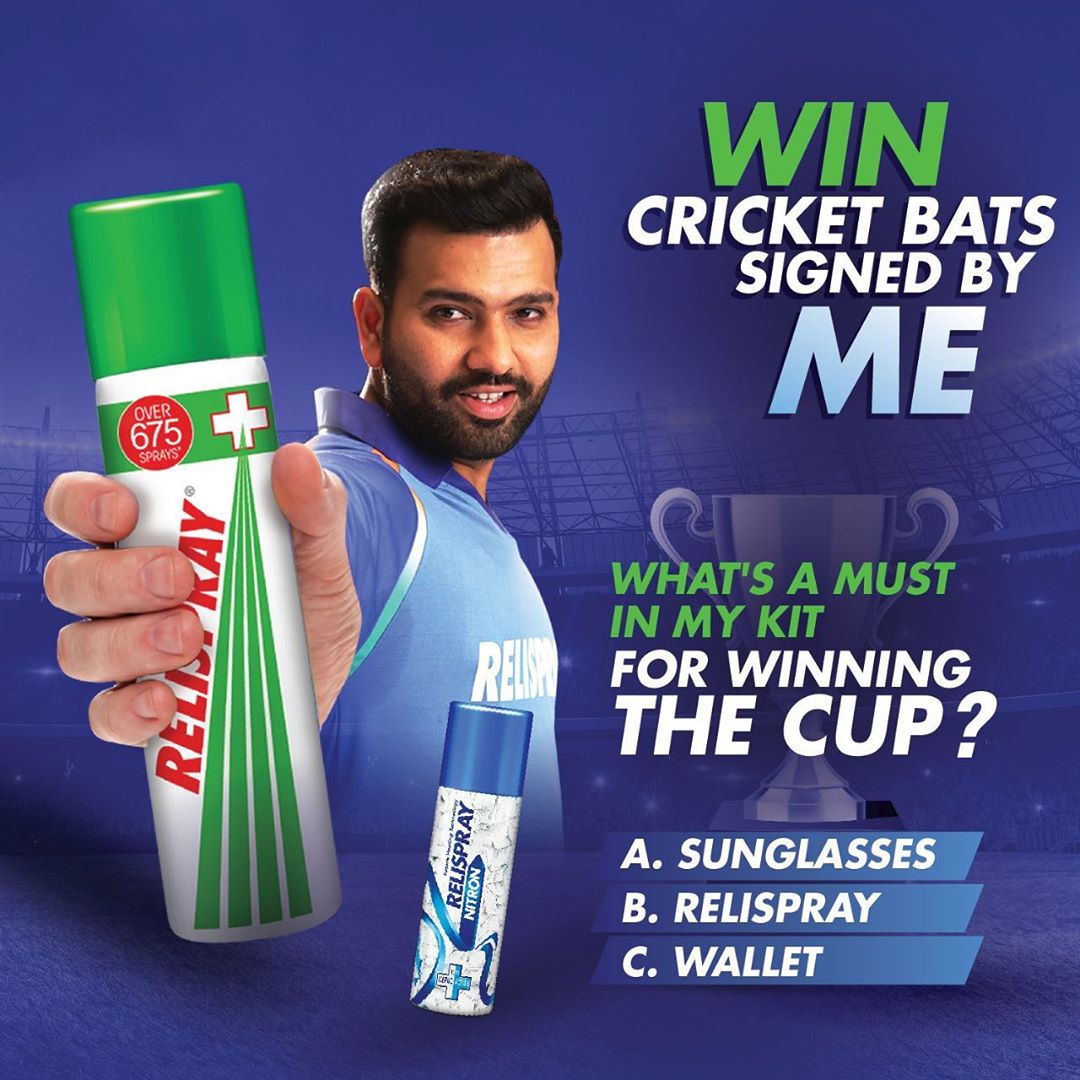 WIN
CRICKET BATS
SIGNED BY
ME
OVER
675
SPRAYS*
RELISPRAY®
RELISPR
WHAT'S A MUST
IN MY KIT
FOR WINNING
THE CUP?
RELISPRAY
NITRON
A. SUNGLASSES
B. RELISPRAY
C. WALLET